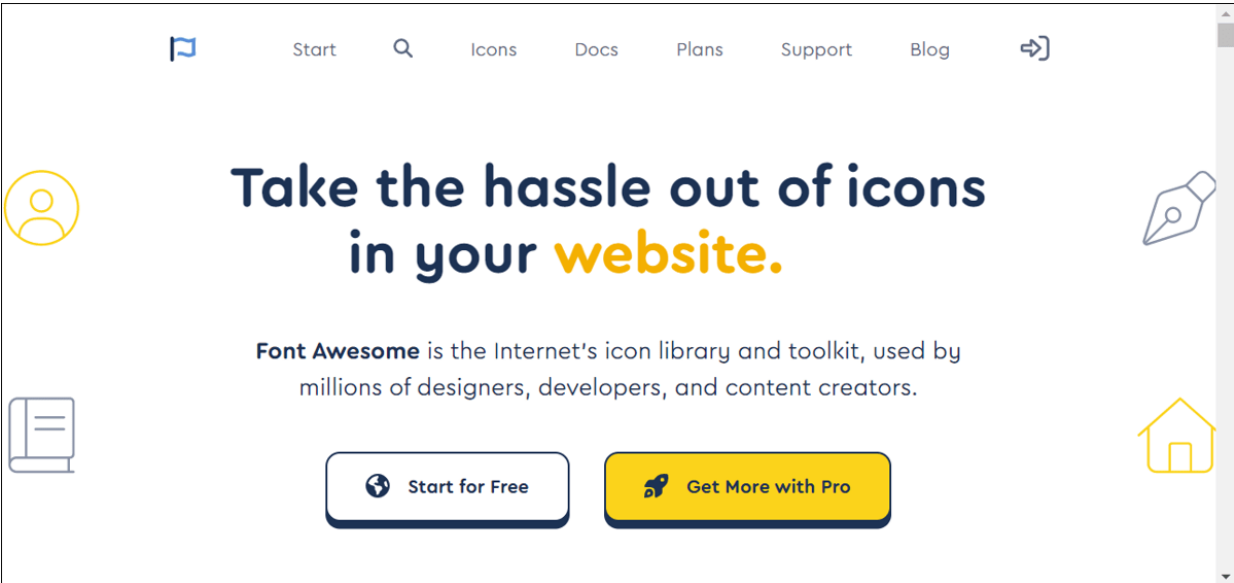 Start Icons Docs Plans Support Blog
Take the hassle out of icons
in your website.
Font Awesome is the Internet's icon library and toolkit, used by
millions of designers, developers, and content creators.
Start for Free Get More with Pro